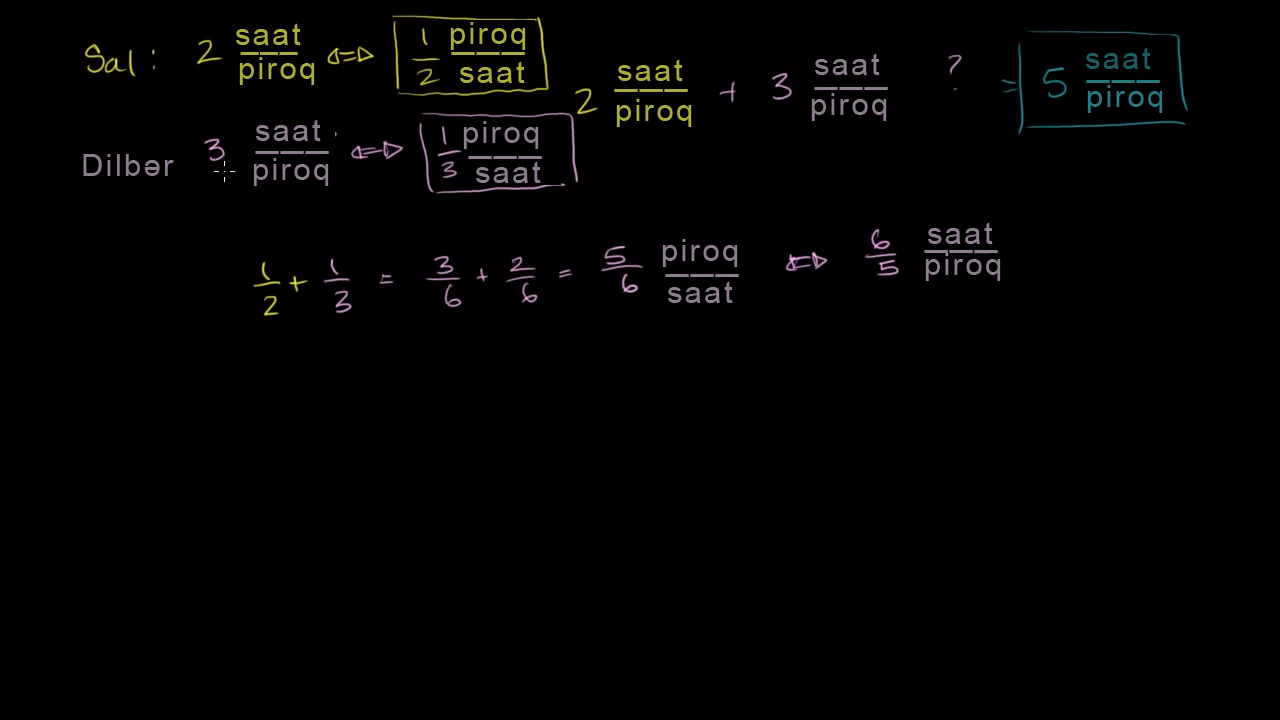 Sal: 2 saat/piroq ⇔ 1/2 piroq/saat
2 saat/piroq + 3 saat/piroq ? = 5 saat/piroq
Dilbər 3 saat/piroq ⇔ 1/3 piroq/saat
1/2 + 1/3 = 3/6 + 2/6 = 5/6 piroq/saat ⇔ 6/5 saat/piroq